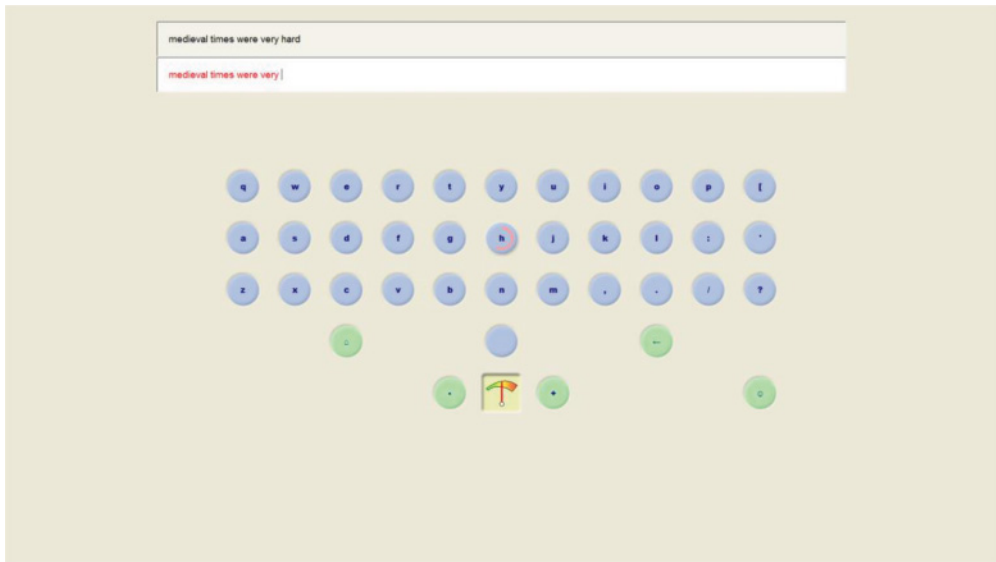 medieval times were very hard
medieval times were very
q w e r t y u i o p [
a s d f g h j k l : '
z x c v b n m , . / ?
- +